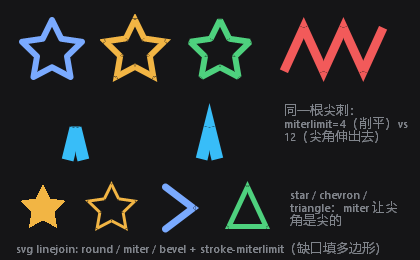 同一根尖刺：
miterlimit=4（削平）vs
12（尖角伸出去）
star / chevron /
triangle： miter 让尖
角是尖的
svg linejoin: round / miter / bevel + stroke-miterlimit（缺口填多边形）